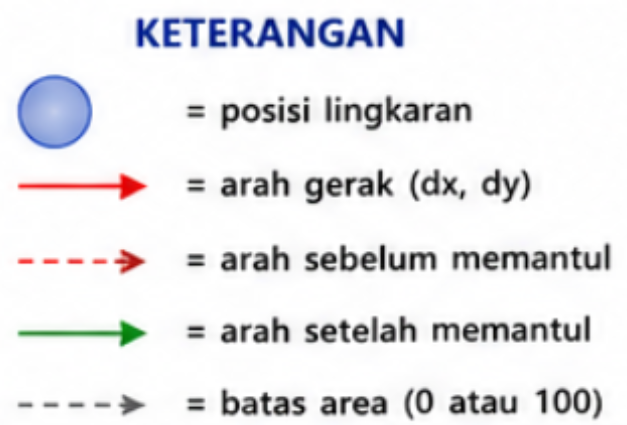 KETERANGAN
= posisi lingkaran
= arah gerak (dx, dy)
= arah sebelum memantul
= arah setelah memantul
= batas area (0 atau 100)